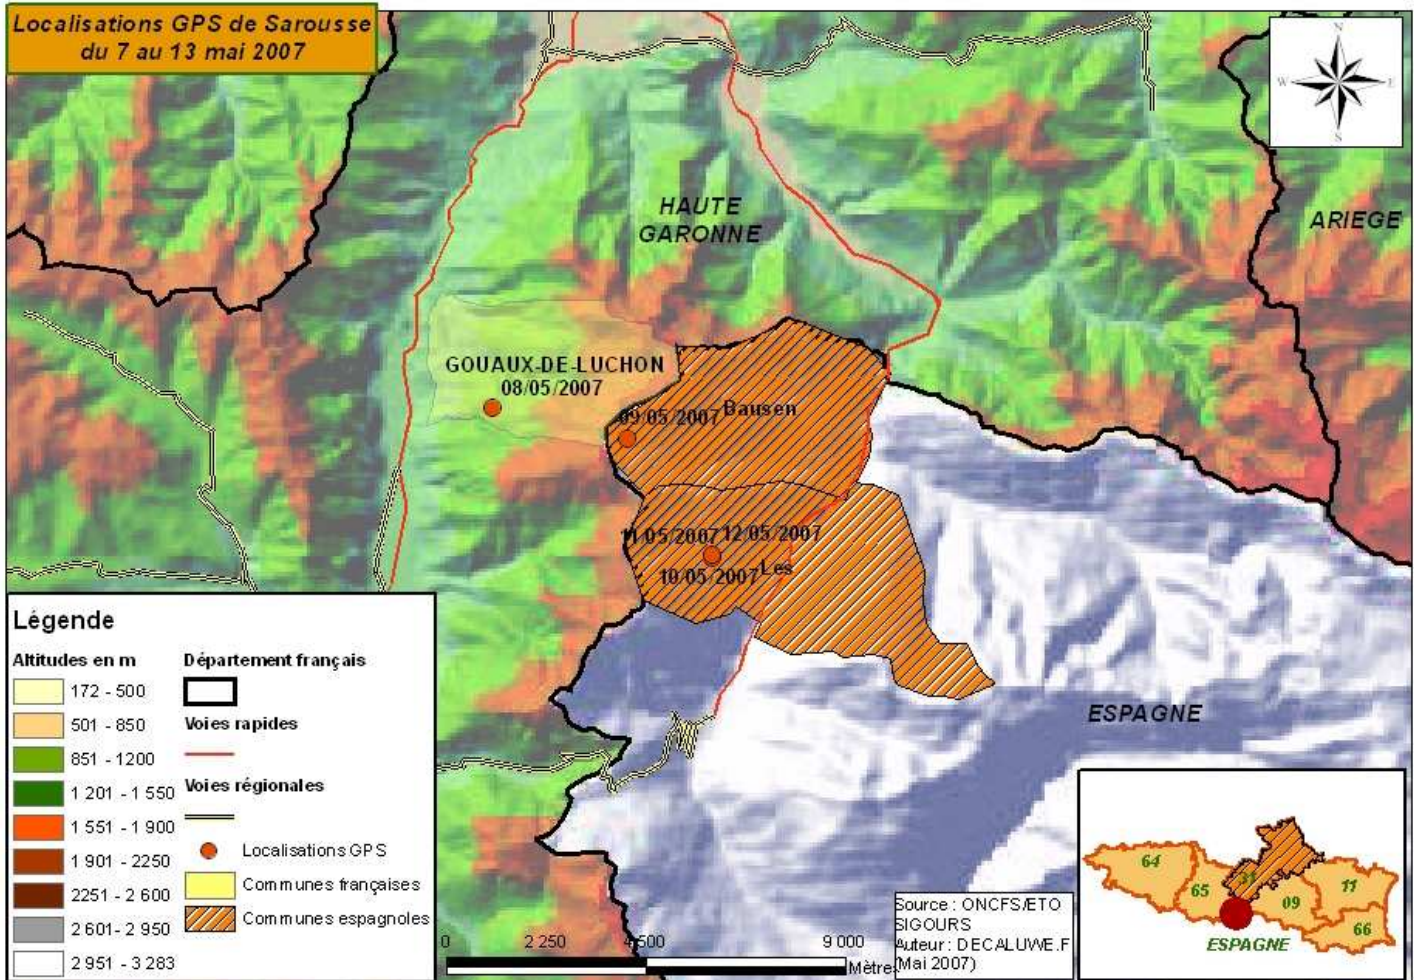 Localisations GPS de Sarousse
du 7 au 13 mai 2007
N
W E
S
HAUTE
GARONNE
ARIEGE
GOUAUX-DE-LUCHON
08/05/2007
09/05/2007 Bausen
11/05/2007 12/05/2007
10/05/2007 Les
ESPAGNE
Légende
Altitudes en m
172 - 500
501 - 850
851 - 1200
1 201 - 1 550
1 551 - 1 900
1 901 - 2250
2251 - 2 600
2 601 - 2 950
2 951 - 3 283
Département français
Voies rapides
Voies régionales
Localisations GPS
Communes françaises
Communes espagnoles
0 2 250 4 500 9 000
Mètres
Source : ONCFS/ETO
SIGOURS
Auteur : DECALUWE.F
(Mai 2007)
64
65
31
09
11
66
ESPAGNE